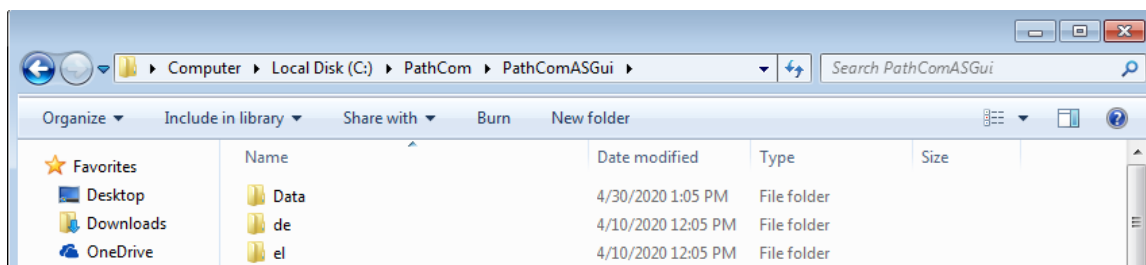 Computer Local Disk (C:) PathCom PathComASGui Search PathComASGui
Organize Include in library Share with Burn New folder
Favorites Name Date modified Type Size
Desktop Data 4/30/2020 1:05 PM File folder
Downloads de 4/10/2020 12:05 PM File folder
OneDrive el 4/10/2020 12:05 PM File folder